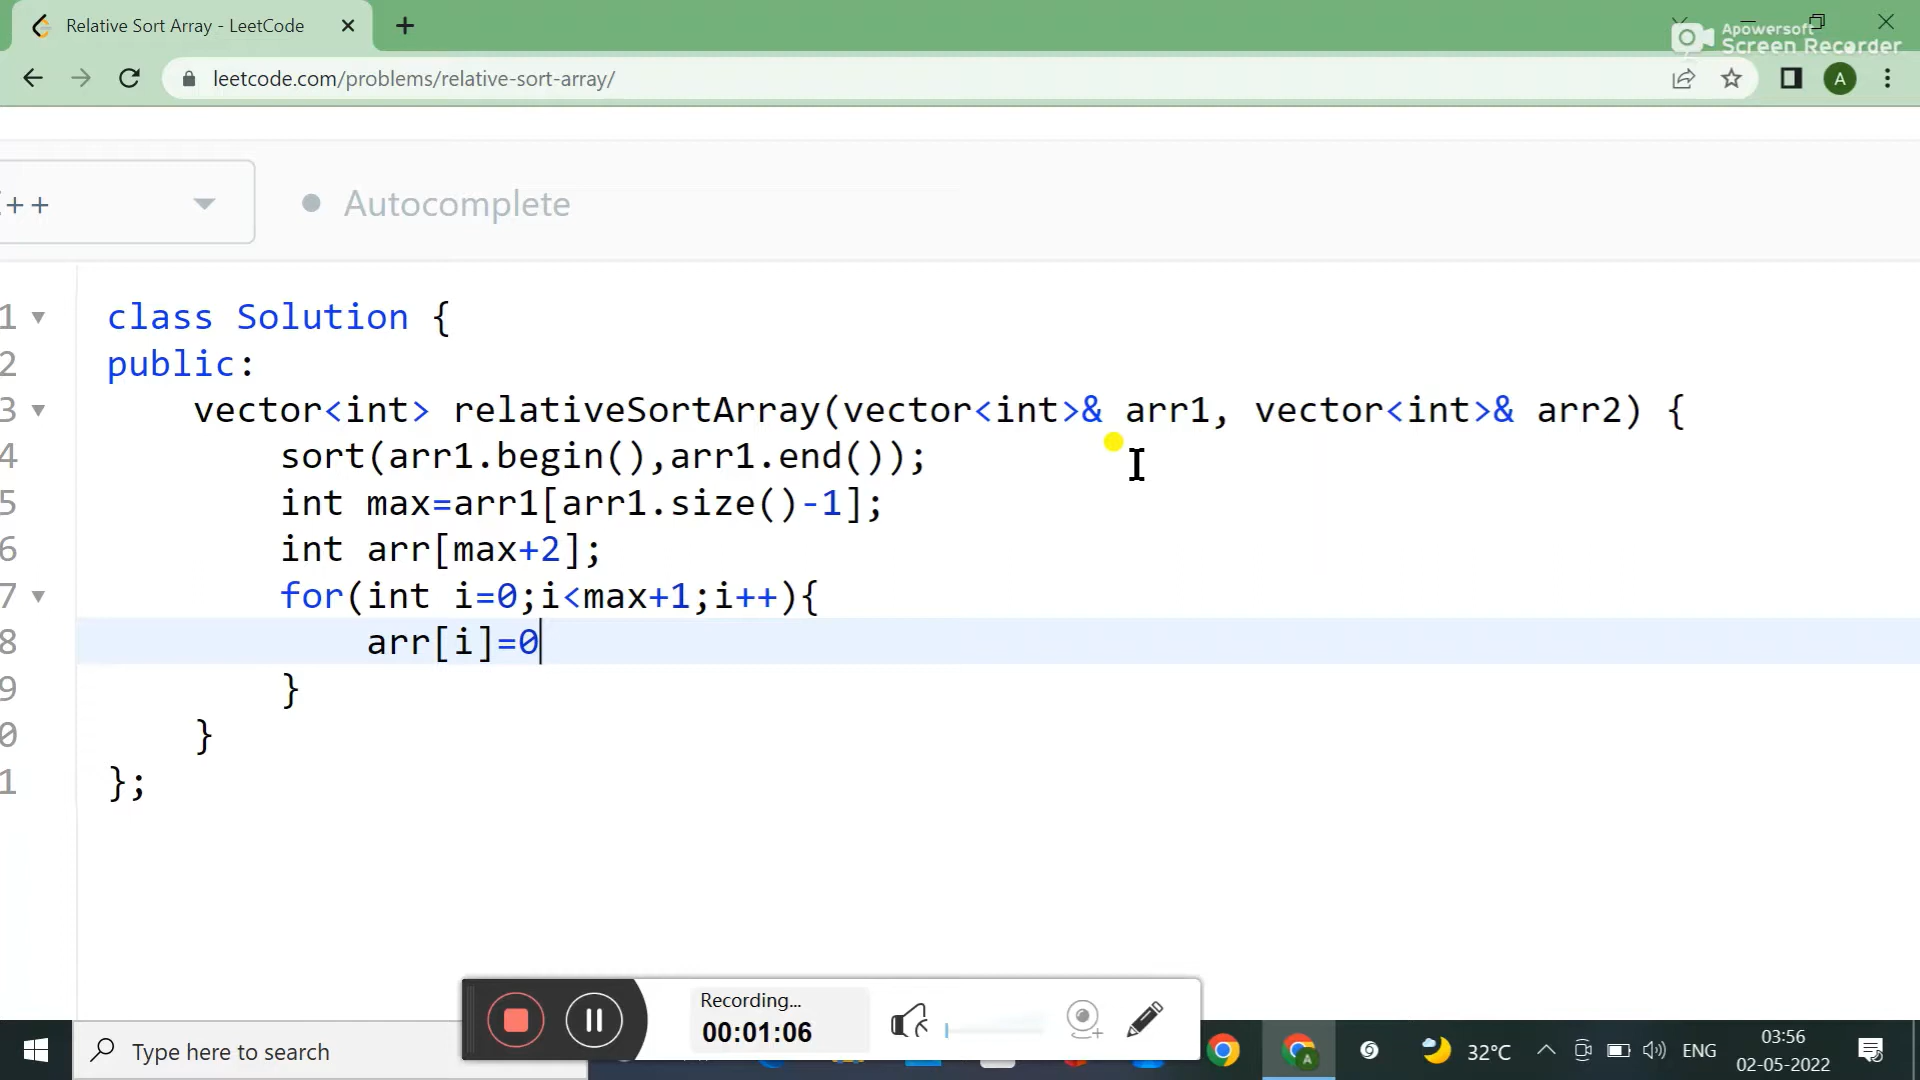 Relative Sort Array - LeetCode
Apowersoft
Screen Recorder
leetcode.com/problems/relative-sort-array/
A
++
Autocomplete
1 class Solution {
2 public:
3 vector<int> relativeSortArray(vector<int>& arr1, vector<int>& arr2) {
4 sort(arr1.begin(),arr1.end());
5 int max=arr1[arr1.size()-1];
6 int arr[max+2];
7 for(int i=0;i<max+1;i++){
8 arr[i]=0
9 }
0 }
1 };
Recording...
00:01:06
Type here to search
A
32°C
ENG
03:56
02-05-2022